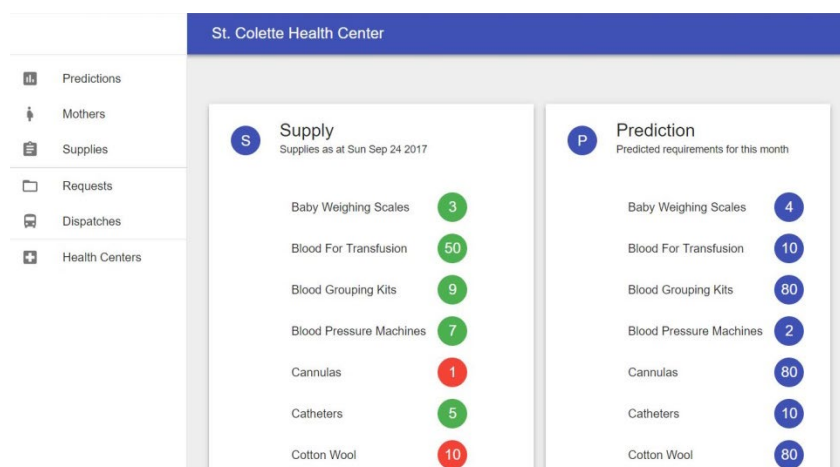 St. Colette Health Center
Predictions
Mothers
Supplies
Requests
Dispatches
Health Centers
S
Supply
Supplies as at Sun Sep 24 2017
Baby Weighing Scales 3
Blood For Transfusion 50
Blood Grouping Kits 9
Blood Pressure Machines 7
Cannulas 1
Catheters 5
Cotton Wool 10
P
Prediction
Predicted requirements for this month
Baby Weighing Scales 4
Blood For Transfusion 10
Blood Grouping Kits 80
Blood Pressure Machines 2
Cannulas 80
Catheters 10
Cotton Wool 80